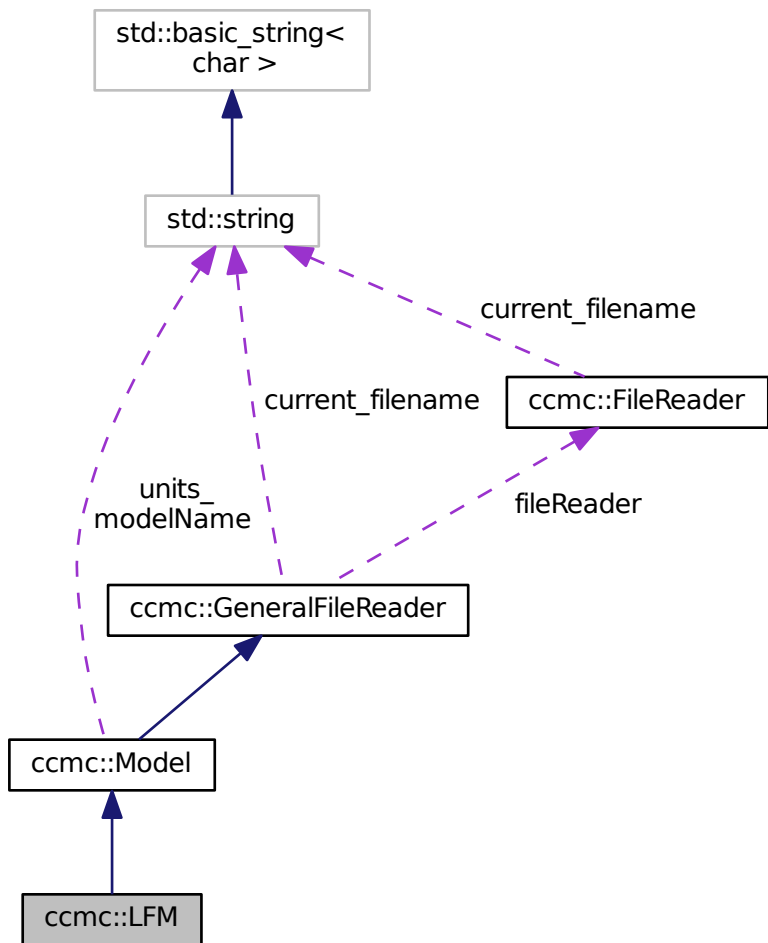 std::basic_string<
char >
std::string
current_filename
current_filename
ccmc::FileReader
units_
modelName
fileReader
ccmc::GeneralFileReader
ccmc::Model
ccmc::LFM